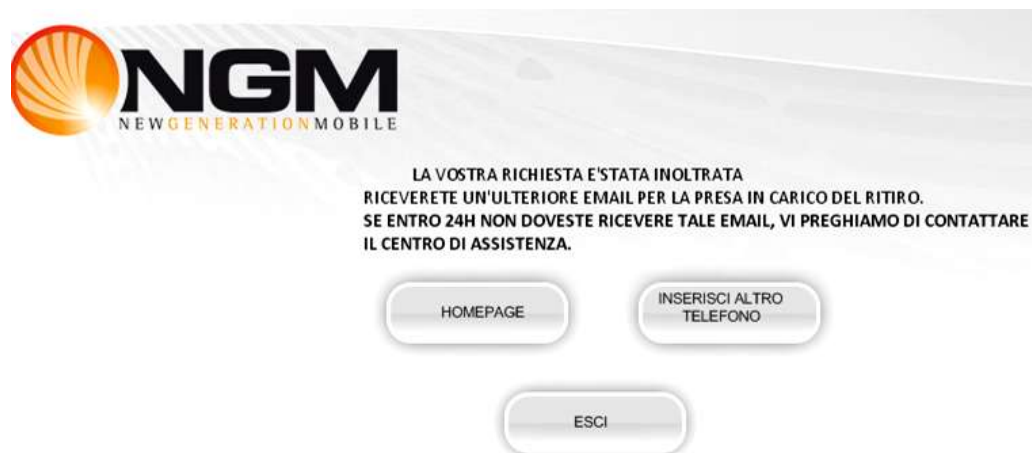 NGM
NEWGENERATIONMOBILE
LA VOSTRA RICHIESTA E'STATA INOLTRATA
RICEVERETE UN'ULTERIORE EMAIL PER LA PRESA IN CARICO DEL RITIRO.
SE ENTRO 24H NON DOVESTE RICEVERE TALE EMAIL, VI PREGHIAMO DI CONTATTARE
IL CENTRO DI ASSISTENZA.
HOMEPAGE
INSERISCI ALTRO
TELEFONO
ESCI